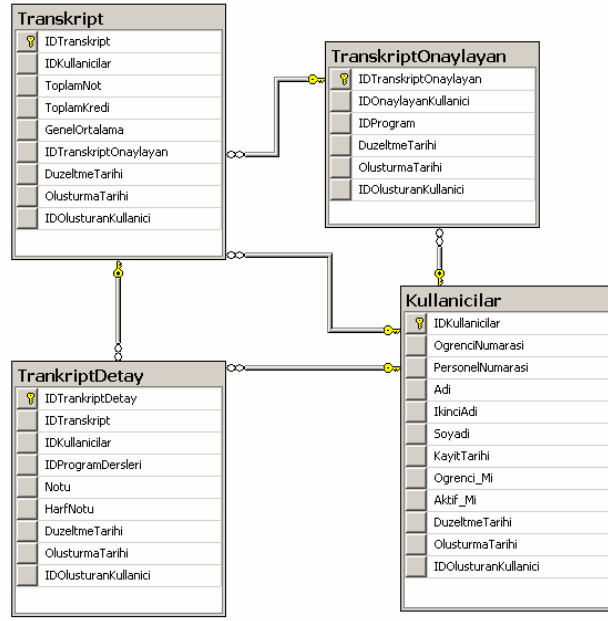 Transkript
IDTranskript
IDKullanicilar
ToplamNot
ToplamKredi
GenelOrtalama
IDTranskriptOnaylayan
DuzeltmeTarihi
OlusturmaTarihi
IDOlusturanKullanici
TranskriptOnaylayan
IDTranskriptOnaylayan
IDOnaylayanKullanici
IDProgram
DuzeltmeTarihi
OlusturmaTarihi
IDOlusturanKullanici
TrankriptDetay
IDTrankriptDetay
IDTranskript
IDKullanicilar
IDProgramDersleri
Notu
HarfNotu
DuzeltmeTarihi
OlusturmaTarihi
IDOlusturanKullanici
Kullanicilar
IDKullanicilar
OgrenciNumarasi
PersonelNumarasi
Adi
IkinciAdi
Soyadi
KayitTarihi
Ogrenci_Mi
Aktif_Mi
DuzeltmeTarihi
OlusturmaTarihi
IDOlusturanKullanici